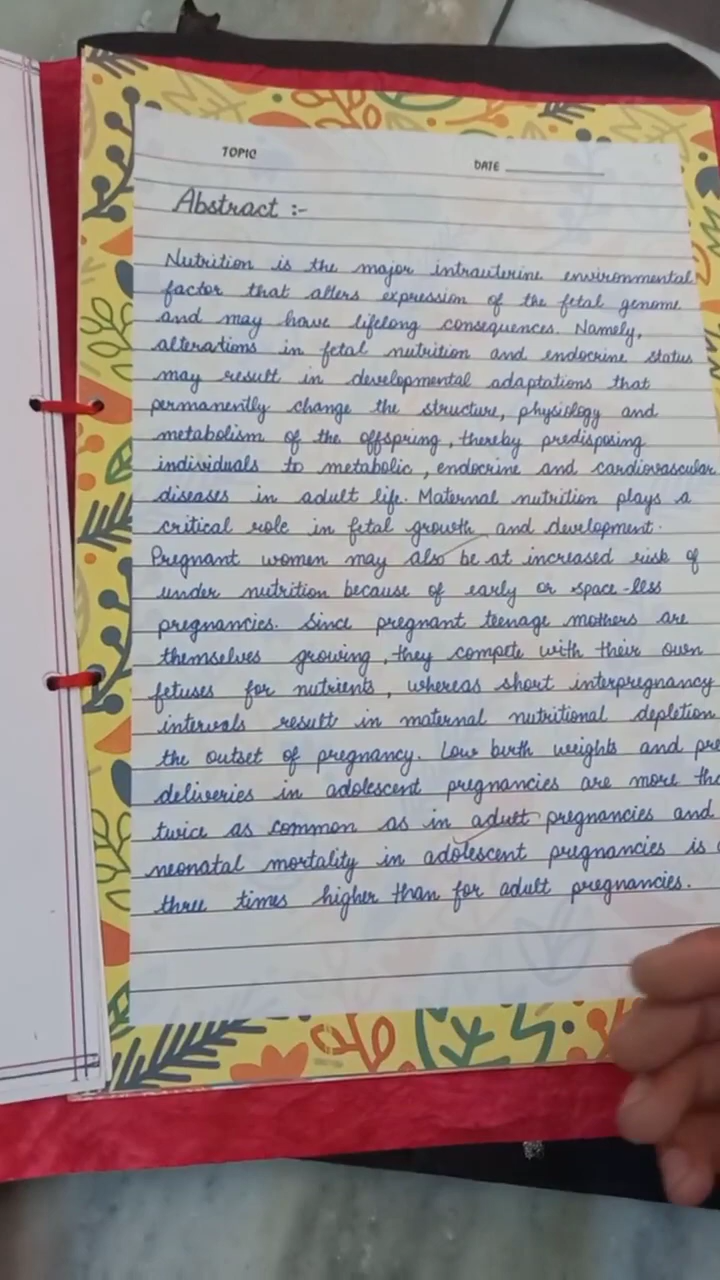 TOPIC
DATE
Abstract :-
Nutrition is the major intrauterine environmental
factor that alters expression of the fetal genome
and may have lifelong consequences. Namely,
alterations in fetal nutrition and endocrine status
may result in developmental adaptations that
permanently change the structure, physiology and
metabolism of the offspring, thereby predisposing
individuals to metabolic, endocrine and cardiovascular
diseases in adult life. Maternal nutrition plays a
critical role in fetal growth and development.
Pregnant women may also be at increased risk of
under nutrition because of early or space-less
pregnancies. Since pregnant teenage mothers are
themselves growing, they compete with their own
fetuses for nutrients, whereas short interpregnancy
intervals result in maternal nutritional depletion
the outset of pregnancy. Low birth weights and
deliveries in adolescent pregnancies are more
twice as common as in adult pregnancies and
neonatal mortality in adolescent pregnancies is
three times higher than for adult pregnancies.